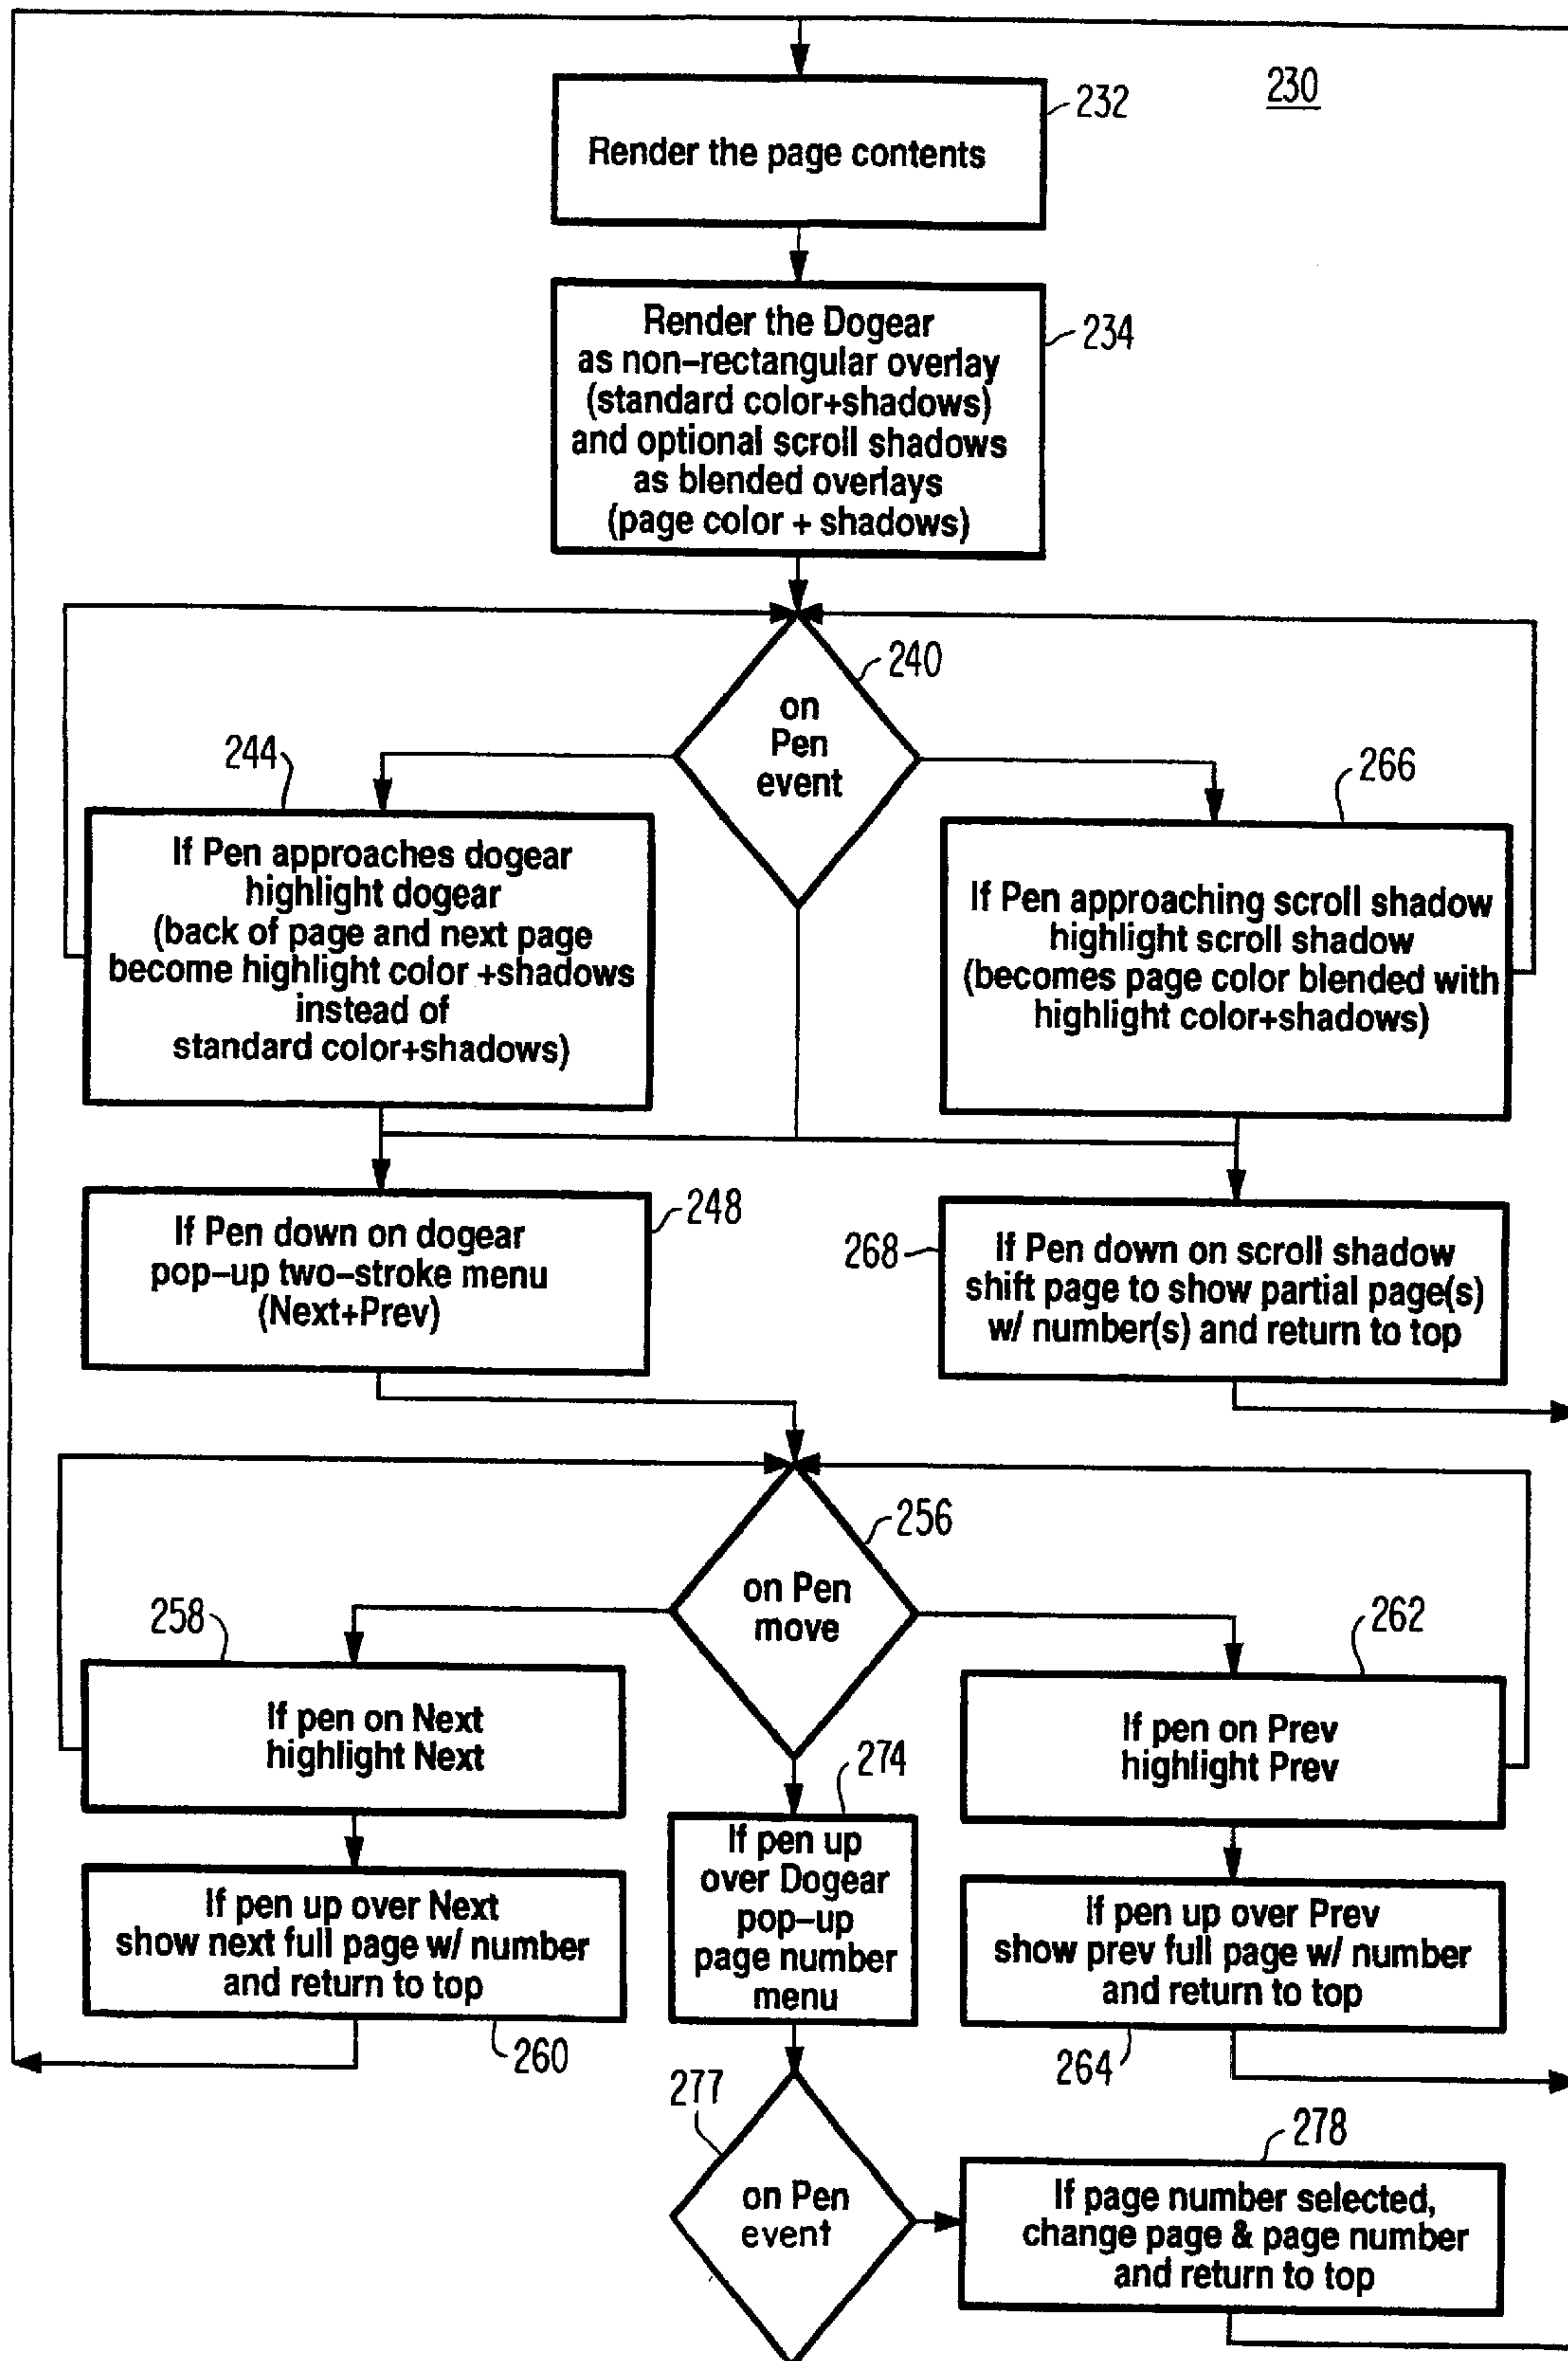 230
232
Render the page contents
234
Render the Dogear
as non-rectangular overlay
(standard color+shadows)
and optional scroll shadows
as blended overlays
(page color + shadows)
240
on
Pen
event
244
If Pen approaches dogear
highlight dogear
(back of page and next page
become highlight color +shadows
instead of
standard color+shadows)
266
If Pen approaching scroll shadow
highlight scroll shadow
(becomes page color blended with
highlight color+shadows)
248
If Pen down on dogear
pop-up two-stroke menu
(Next+Prev)
268
If Pen down on scroll shadow
shift page to show partial page(s)
w/ number(s) and return to top
256
on Pen
move
258
If pen on Next
highlight Next
262
If pen on Prev
highlight Prev
274
If pen up
over Dogear
pop-up
page number
menu
If pen up over Next
show next full page w/ number
and return to top
260
If pen up over Prev
show prev full page w/ number
and return to top
264
277
on Pen
event
278
If page number selected,
change page & page number
and return to top